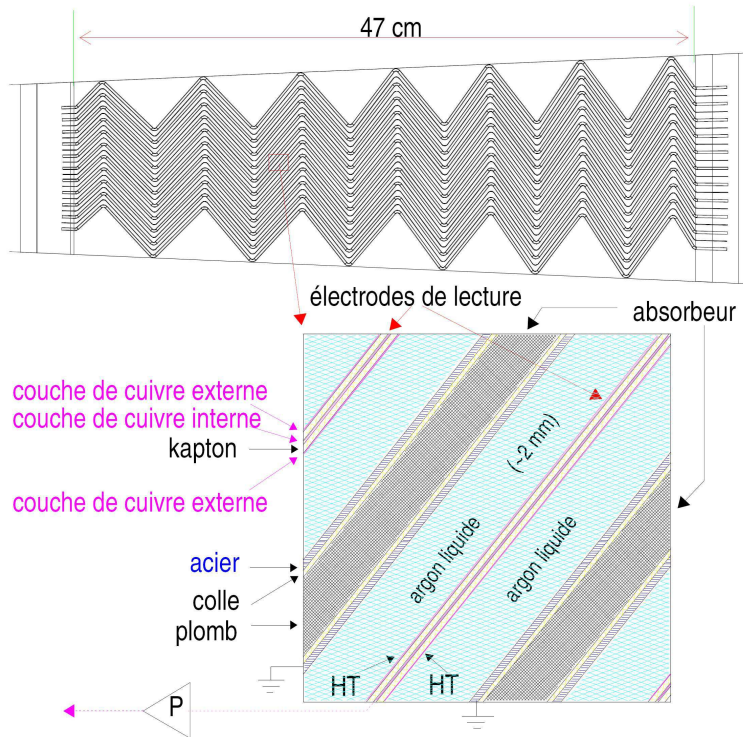 47 cm
électrodes de lecture
absorbeur
couche de cuivre externe
couche de cuivre interne
kapton
couche de cuivre externe
(~2 mm)
argon liquide
argon liquide
acier
colle
plomb
HT
HT
P